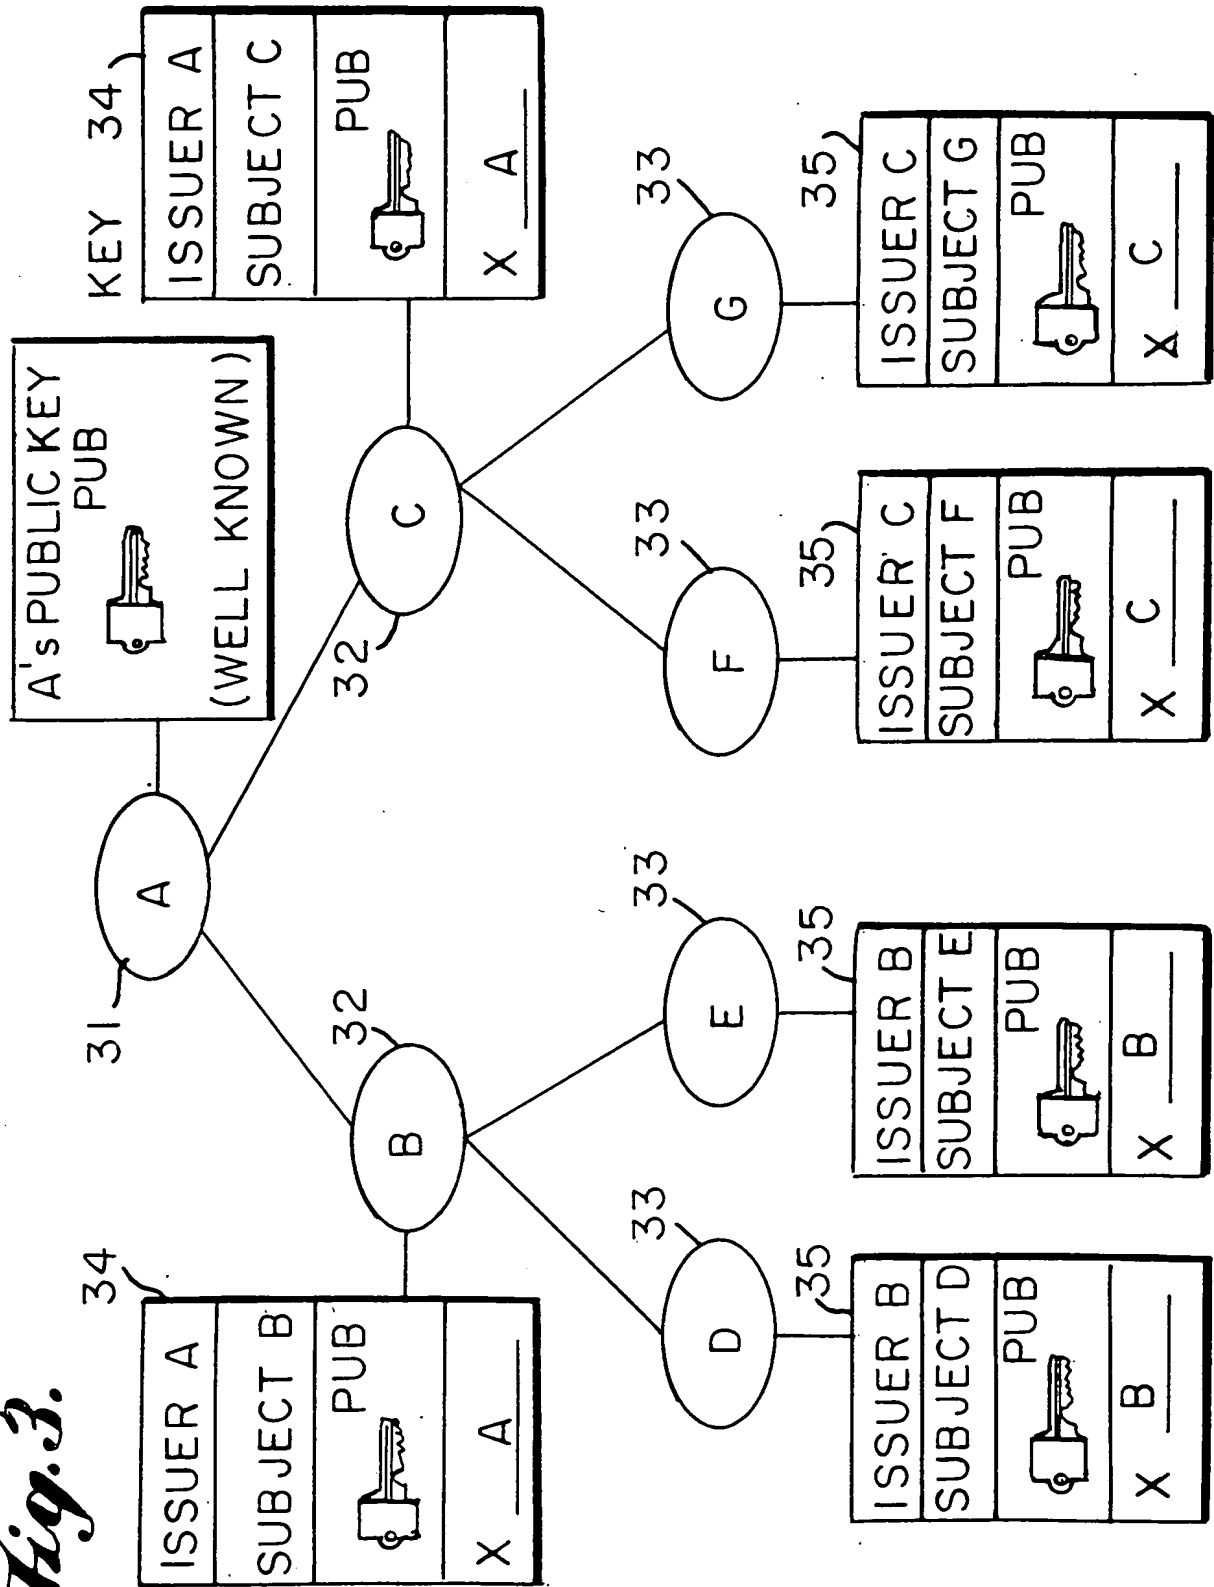 Fig. 3.
A's PUBLIC KEY
PUB
(WELL KNOWN)
31
A
34
ISSUER A
SUBJECT B
PUB
X A
32
B
32
C
KEY 34
ISSUER A
SUBJECT C
PUB
X A
33
D
33
E
33
F
33
G
35
ISSUER B
SUBJECT D
PUB
X B
35
ISSUER B
SUBJECT E
PUB
X B
35
ISSUER C
SUBJECT F
PUB
X C
35
ISSUER C
SUBJECT G
PUB
X C